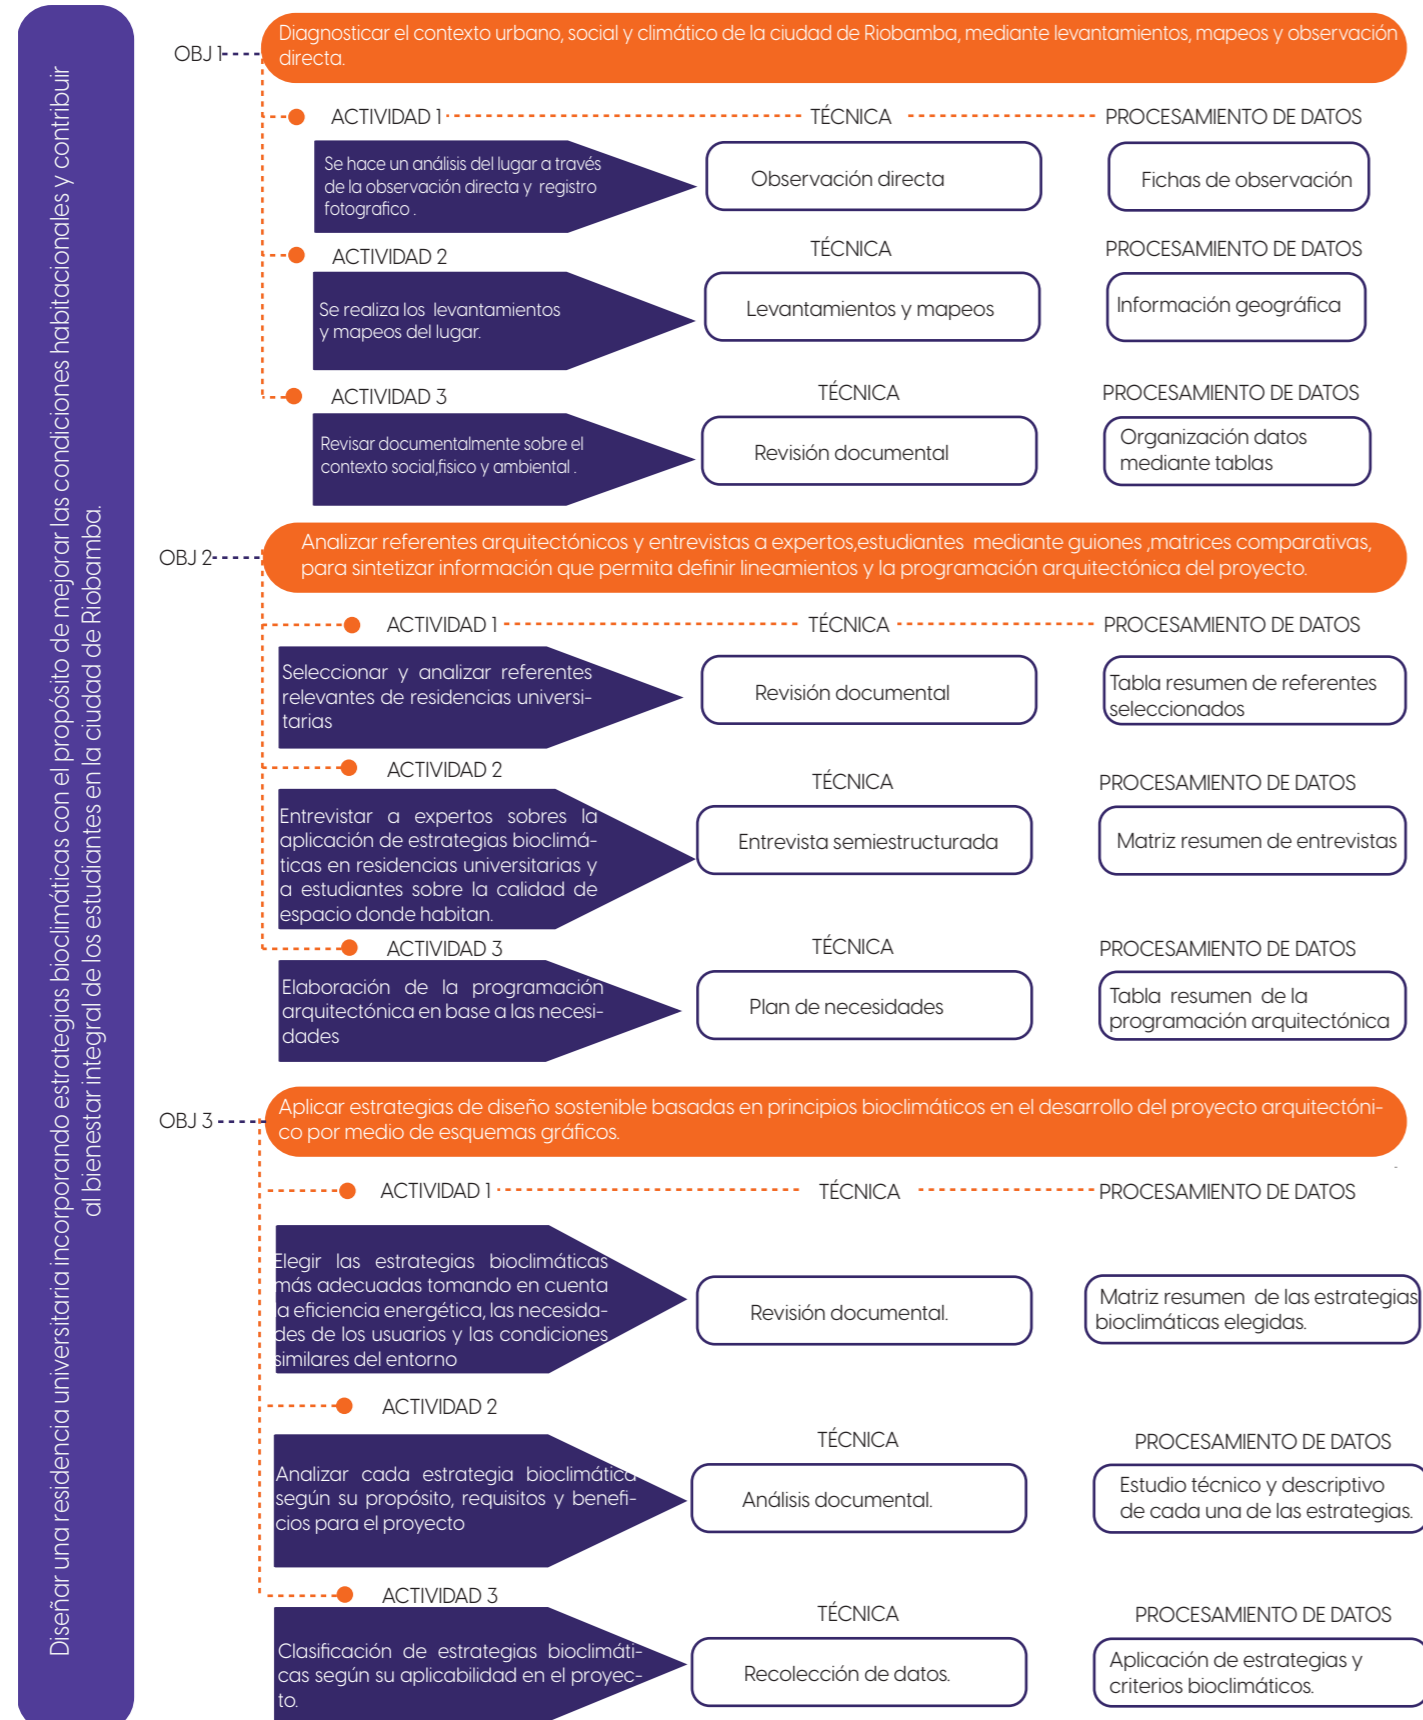 Diseñar una residencia universitaria incorporando estrategias bioclimáticas con el propósito de mejorar las condiciones habitacionales y contribuir
al bienestar integral de los estudiantes en la ciudad de Riobamba.
OBJ 1
Diagnosticar el contexto urbano, social y climático de la ciudad de Riobamba, mediante levantamientos, mapeos y observación
directa.
ACTIVIDAD 1
TÉCNICA
PROCESAMIENTO DE DATOS
Se hace un análisis del lugar a través
de la observación directa y registro
fotografico .
Observación directa
Fichas de observación
ACTIVIDAD 2
TÉCNICA
PROCESAMIENTO DE DATOS
Se realiza los levantamientos
y mapeos del lugar.
Levantamientos y mapeos
Información geográfica
ACTIVIDAD 3
TÉCNICA
PROCESAMIENTO DE DATOS
Revisar documentalmente sobre el
contexto social,fisico y ambiental .
Revisión documental
Organización datos
mediante tablas
OBJ 2
Analizar referentes arquitectónicos y entrevistas a expertos,estudiantes mediante guiones ,matrices comparativas,
para sintetizar información que permita definir lineamientos y la programación arquitectónica del proyecto.
ACTIVIDAD 1
TÉCNICA
PROCESAMIENTO DE DATOS
Seleccionar y analizar referentes
relevantes de residencias universi-
tarias
Revisión documental
Tabla resumen de referentes
seleccionados
ACTIVIDAD 2
TÉCNICA
PROCESAMIENTO DE DATOS
Entrevistar a expertos sobres la
aplicación de estrategias bioclimá-
ticas en residencias universitarias y
a estudiantes sobre la calidad de
espacio donde habitan.
Entrevista semiestructurada
Matriz resumen de entrevistas
ACTIVIDAD 3
TÉCNICA
PROCESAMIENTO DE DATOS
Elaboración de la programación
arquitectónica en base a las necesi-
dades
Plan de necesidades
Tabla resumen de la
programación arquitectónica
OBJ 3
Aplicar estrategias de diseño sostenible basadas en principios bioclimáticos en el desarrollo del proyecto arquitectóni-
co por medio de esquemas gráficos.
ACTIVIDAD 1
TÉCNICA
PROCESAMIENTO DE DATOS
Elegir las estrategias bioclimáticas
más adecuadas tomando en cuenta
la eficiencia energética, las necesida-
des de los usuarios y las condiciones
similares del entorno
Revisión documental.
Matriz resumen de las estrategias
bioclimáticas elegidas.
ACTIVIDAD 2
TÉCNICA
PROCESAMIENTO DE DATOS
Analizar cada estrategia bioclimática
según su propósito, requisitos y benefi-
cios para el proyecto
Análisis documental.
Estudio técnico y descriptivo
de cada una de las estrategias.
ACTIVIDAD 3
TÉCNICA
PROCESAMIENTO DE DATOS
Clasificación de estrategias bioclimáti-
cas según su aplicabilidad en el proyec-
to.
Recolección de datos.
Aplicación de estrategias y
criterios bioclimáticos.